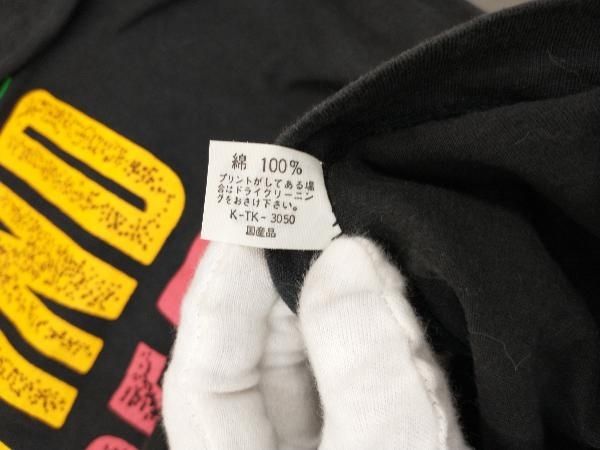 綿 100%
プリントがしてある場
合はドライクリーニン
グをおさけ下さい。
K-TK-3050
国産品
ND